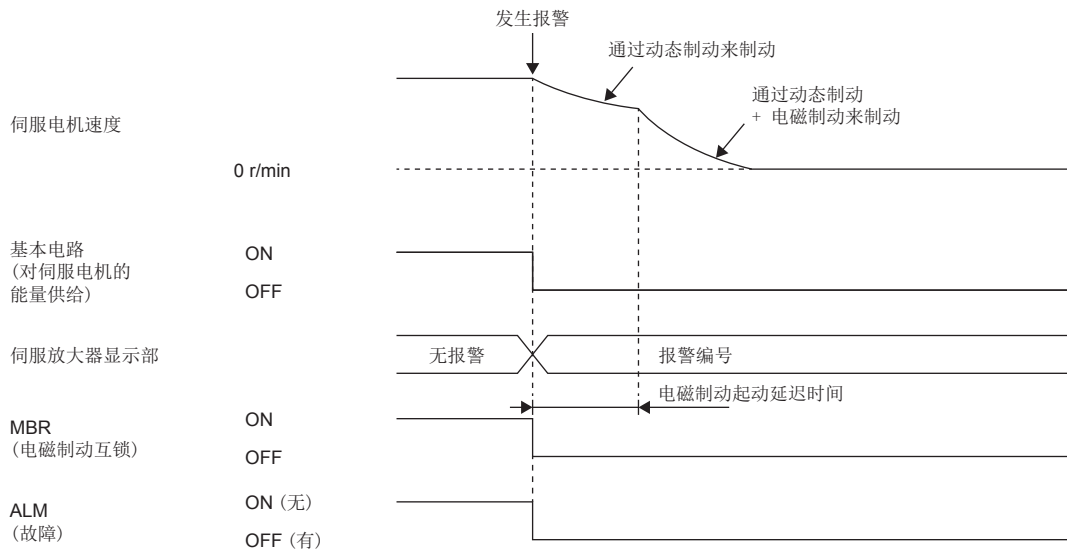 发生报警
通过动态制动来制动
通过动态制动
+ 电磁制动来制动
伺服电机速度
0 r/min
基本电路
(对伺服电机的
能量供给)
ON
OFF
伺服放大器显示部
无报警
报警编号
电磁制动起动延迟时间
MBR
(电磁制动互锁)
ON
OFF
ALM
(故障)
ON (无)
OFF (有)